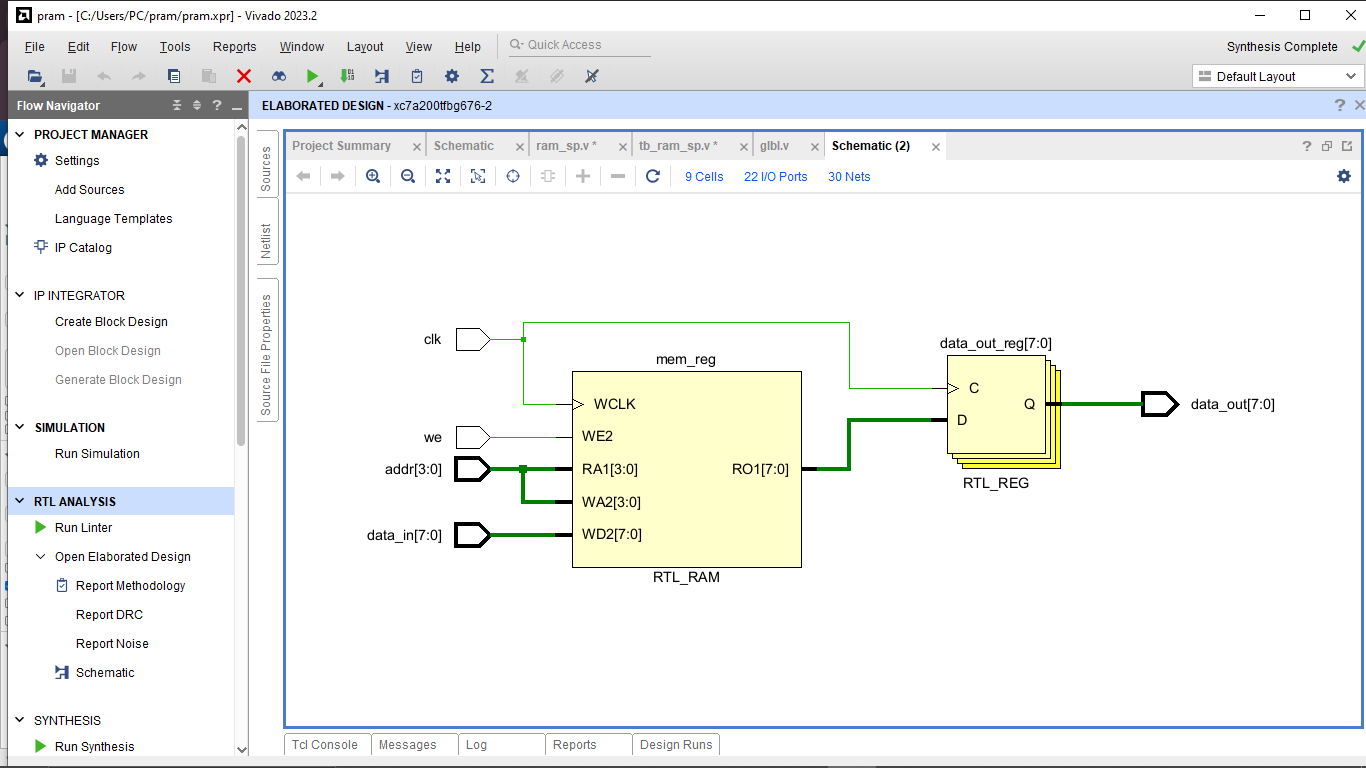 pram - [C:/Users/PC/pram/pram.xpr] - Vivado 2023.2
File Edit Flow Tools Reports Window Layout View Help Quick Access Synthesis Complete
Default Layout
Flow Navigator
ELABORATED DESIGN - xc7a200tfbg676-2
PROJECT MANAGER
Settings
Add Sources
Language Templates
IP Catalog
IP INTEGRATOR
Create Block Design
Open Block Design
Generate Block Design
SIMULATION
Run Simulation
RTL ANALYSIS
Run Linter
Open Elaborated Design
Report Methodology
Report DRC
Report Noise
Schematic
SYNTHESIS
Run Synthesis
Sources
Netlist
Source File Properties
Project Summary Schematic ram_sp.v * tb_ram_sp.v * glbl.v Schematic (2)
9 Cells 22 I/O Ports 30 Nets
clk
we
addr[3:0]
data_in[7:0]
mem_reg
WCLK
WE2
RA1[3:0] RO1[7:0]
WA2[3:0]
WD2[7:0]
RTL_RAM
data_out_reg[7:0]
C
Q
D
RTL_REG
data_out[7:0]
Tcl Console Messages Log Reports Design Runs